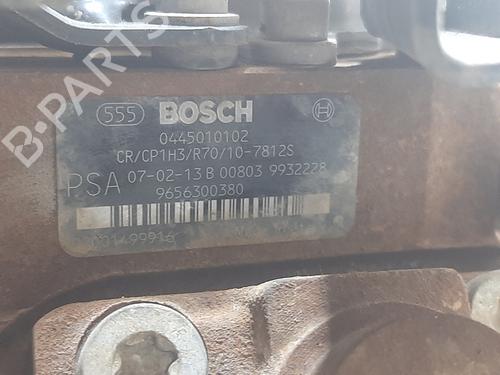 555 BOSCH
0445010102
CR/CP1H3/R70/10-7812S
PSA 07-02-13 B 00803 9932228
9656300380
B-PARTS